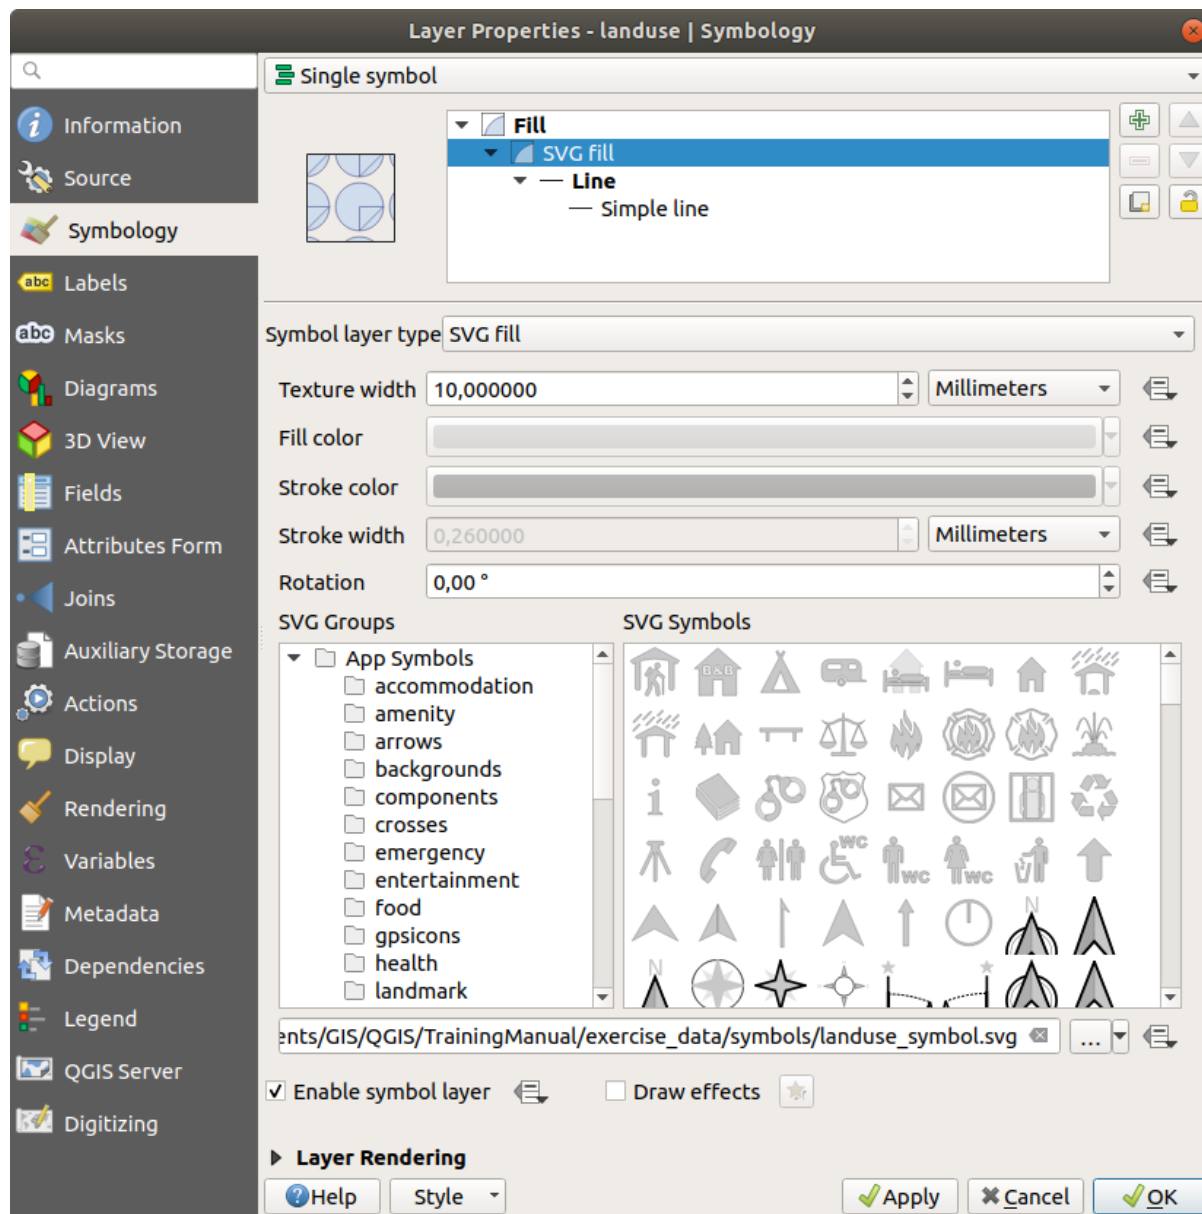 Layer Properties - landuse | Symbology
Single symbol
Information
Source
Symbology
abc Labels
abc Masks
Diagrams
3D View
Fields
Attributes Form
Joins
Auxiliary Storage
Actions
Display
Rendering
Variables
Metadata
Dependencies
Legend
QGIS Server
Digitizing
Fill
SVG fill
Line
Simple line
Symbol layer type SVG fill
Texture width 10,000000 Millimeters
Fill color
Stroke color
Stroke width 0,260000 Millimeters
Rotation 0,00 °
SVG Groups
App Symbols
accommodation
amenity
arrows
backgrounds
components
crosses
emergency
entertainment
food
gpsicons
health
landmark
SVG Symbols
B&B
i
WC
WC
WC
N
N
ents/GIS/QGIS/TrainingManual/exercise_data/symbols/landuse_symbol.svg ...
Enable symbol layer Draw effects
Layer Rendering
Help Style Apply Cancel OK